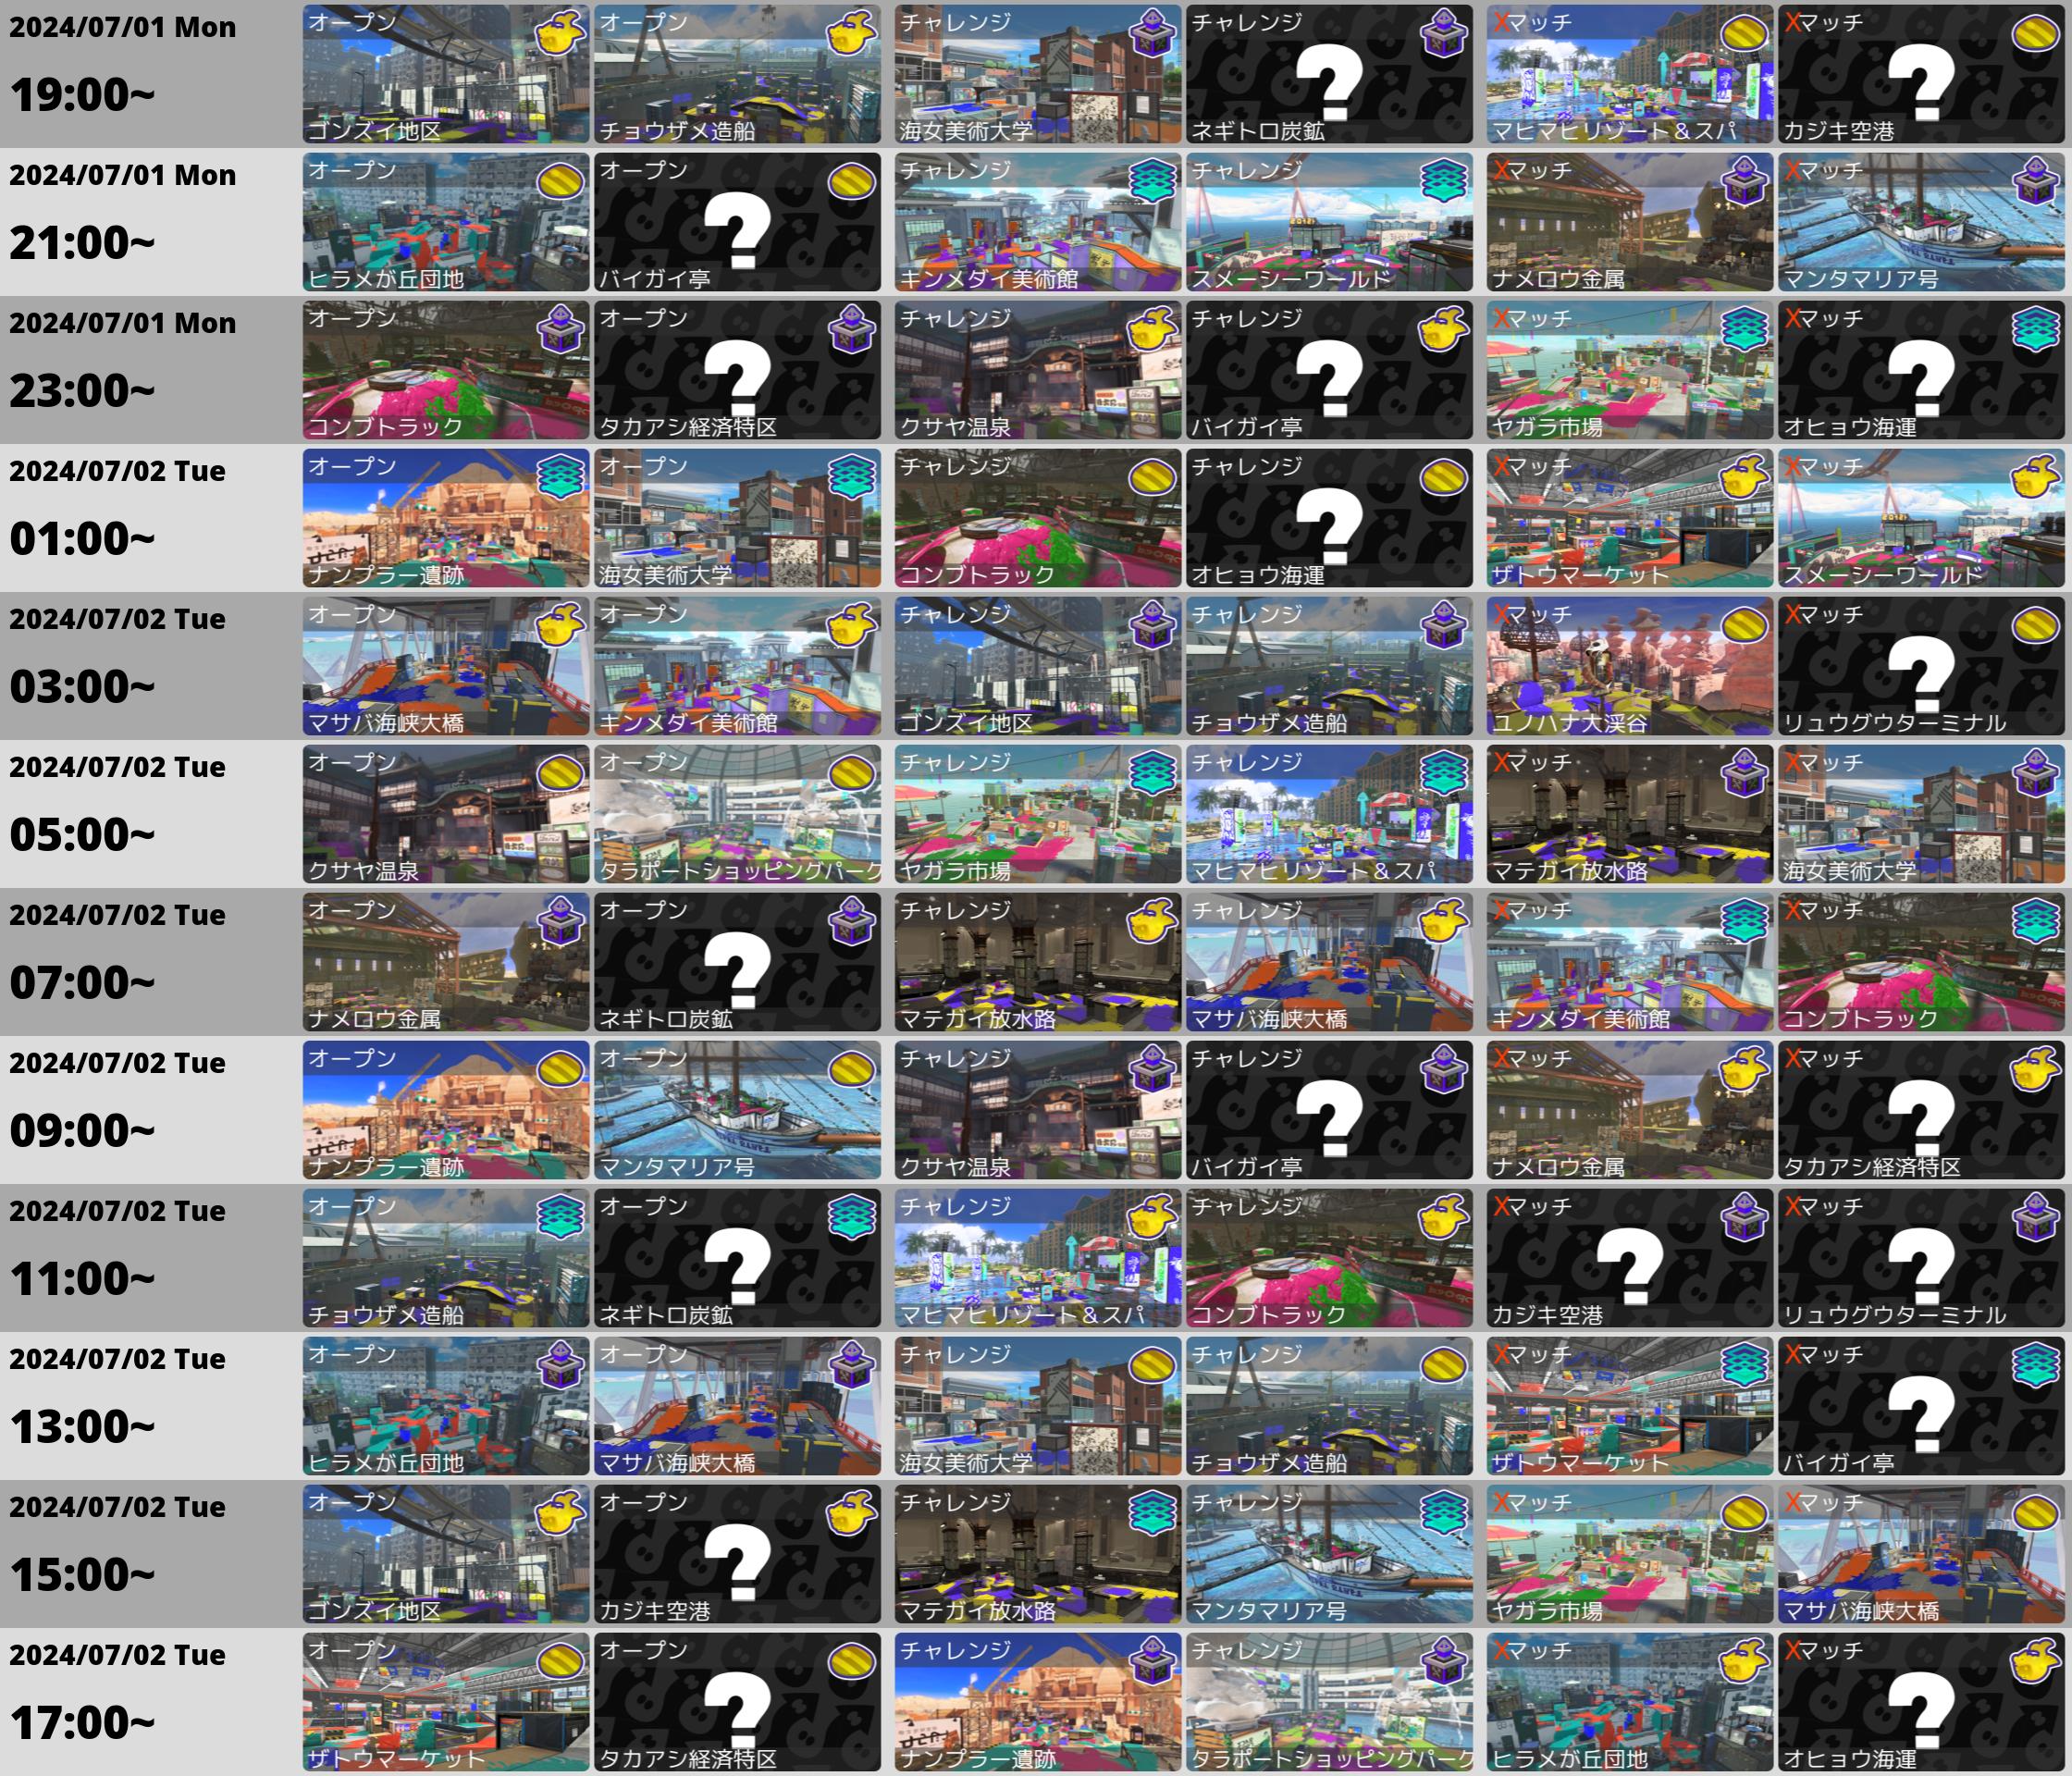 2024/07/01 Mon
19:00~
オープン
ゴンズイ地区
オープン
チョウザメ造船
チャレンジ
海女美術大学
チャレンジ
ネギトロ炭鉱
Xマッチ
マヒマヒリゾート＆スパ
Xマッチ
カジキ空港
2024/07/01 Mon
21:00~
オープン
ヒラメが丘団地
オープン
バイガイ亭
チャレンジ
キンメダイ美術館
チャレンジ
スメーシーワールド
Xマッチ
ナメロウ金属
Xマッチ
マンタマリア号
2024/07/01 Mon
23:00~
オープン
コンブトラック
オープン
タカアシ経済特区
チャレンジ
クサヤ温泉
チャレンジ
バイガイ亭
Xマッチ
ヤガラ市場
Xマッチ
オヒョウ海運
2024/07/02 Tue
01:00~
オープン
ナンプラー遺跡
オープン
海女美術大学
チャレンジ
コンブトラック
チャレンジ
オヒョウ海運
Xマッチ
ザトウマーケット
Xマッチ
スメーシーワールド
2024/07/02 Tue
03:00~
オープン
マサバ海峡大橋
オープン
キンメダイ美術館
チャレンジ
ゴンズイ地区
チャレンジ
チョウザメ造船
Xマッチ
ユノハナ大渓谷
Xマッチ
リュウグウターミナル
2024/07/02 Tue
05:00~
オープン
クサヤ温泉
オープン
タラポートショッピングパーク
チャレンジ
ヤガラ市場
チャレンジ
マヒマヒリゾート＆スパ
Xマッチ
マテガイ放水路
Xマッチ
海女美術大学
2024/07/02 Tue
07:00~
オープン
ナメロウ金属
オープン
ネギトロ炭鉱
チャレンジ
マテガイ放水路
チャレンジ
マサバ海峡大橋
Xマッチ
キンメダイ美術館
Xマッチ
コンブトラック
2024/07/02 Tue
09:00~
オープン
ナンプラー遺跡
オープン
マンタマリア号
チャレンジ
クサヤ温泉
チャレンジ
バイガイ亭
Xマッチ
ナメロウ金属
Xマッチ
タカアシ経済特区
2024/07/02 Tue
11:00~
オープン
チョウザメ造船
オープン
ネギトロ炭鉱
チャレンジ
マヒマヒリゾート＆スパ
チャレンジ
コンブトラック
Xマッチ
カジキ空港
Xマッチ
リュウグウターミナル
2024/07/02 Tue
13:00~
オープン
ヒラメが丘団地
オープン
マサバ海峡大橋
チャレンジ
海女美術大学
チャレンジ
チョウザメ造船
Xマッチ
ザトウマーケット
Xマッチ
バイガイ亭
2024/07/02 Tue
15:00~
オープン
ゴンズイ地区
オープン
カジキ空港
チャレンジ
マテガイ放水路
チャレンジ
マンタマリア号
Xマッチ
ヤガラ市場
Xマッチ
マサバ海峡大橋
2024/07/02 Tue
17:00~
オープン
ザトウマーケット
オープン
タカアシ経済特区
チャレンジ
ナンプラー遺跡
チャレンジ
タラポートショッピングパーク
Xマッチ
ヒラメが丘団地
Xマッチ
オヒョウ海運